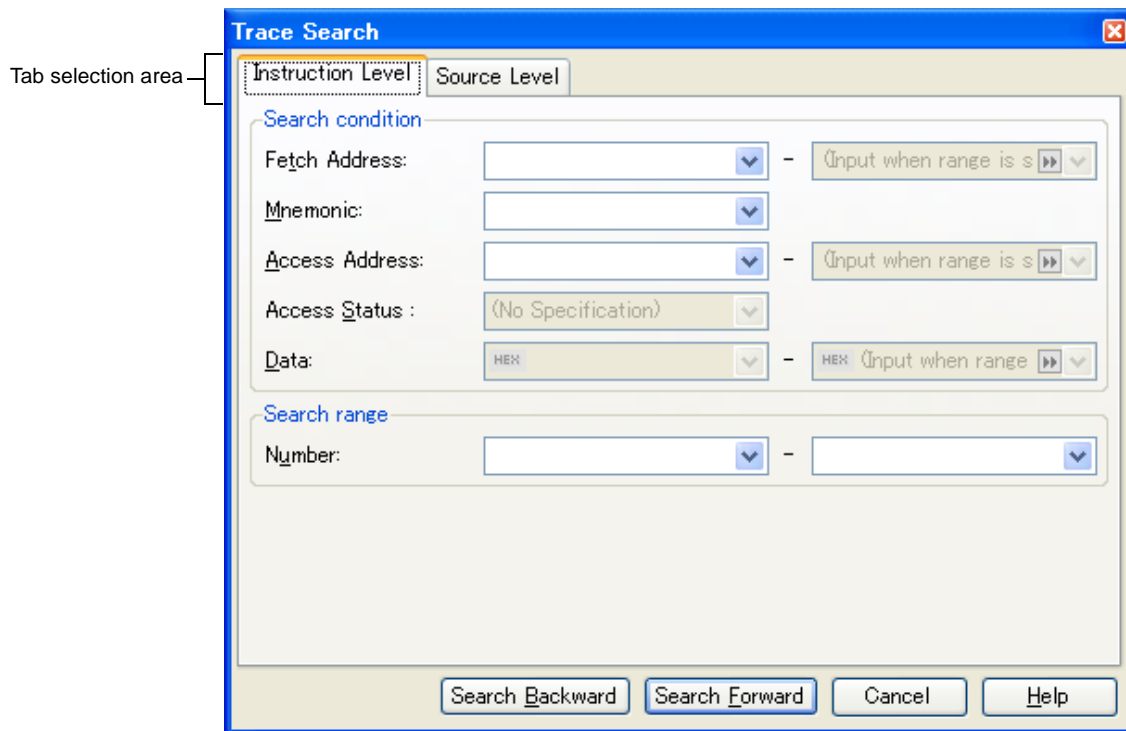 Trace Search
Tab selection area
Instruction Level Source Level
Search condition
Fetch Address: - (Input when range is s
Mnemonic:
Access Address: - (Input when range is s
Access Status : (No Specification)
Data: HEX - HEX (Input when range
Search range
Number: -
Search Backward Search Forward Cancel Help